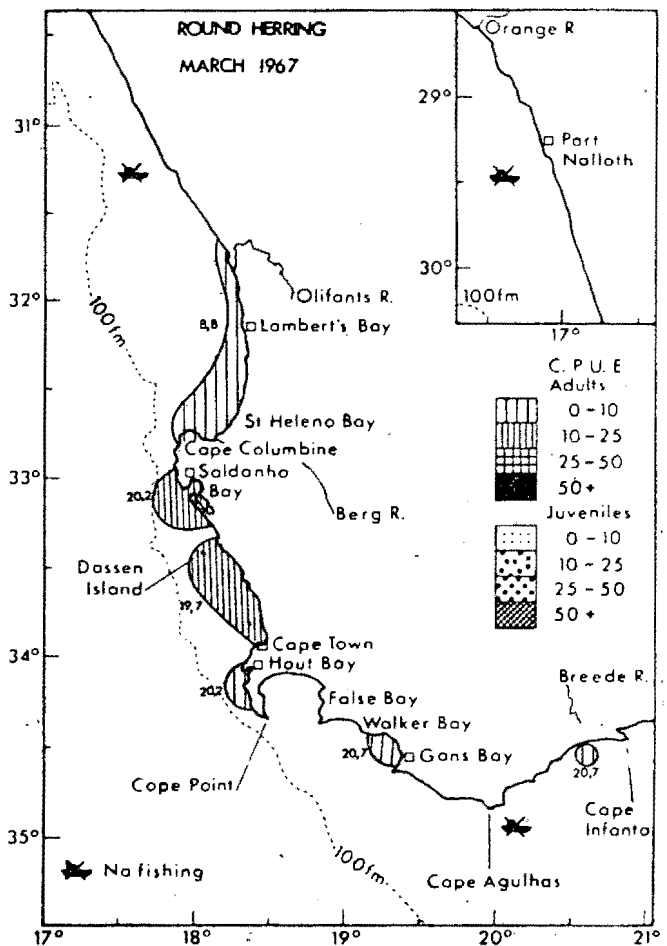 ROUND HERRING
MARCH 1967
Orange R
29°
Port
Nalloth
30°
100fm
17°
31°
32°
100fm
Olifants R.
8,8
Lambert's Bay
C. P. U. E
Adults
0-10
10-25
25-50
50+
Juveniles
0-10
10-25
25-50
50+
St Heleno Bay
Cape Columbine
33°
Saldanho
Bay
20,2
Berg R.
Dassen
Island
19,7
34°
Cape Town
Hout Bay
20,2
False Bay
Breede R.
Walker Bay
20,7
Gans Bay
20,7
Cape Point
Cape
Infanta
35°
100fm
Na fishing
Cape Agulhas
17°
18°
19°
20°
21°